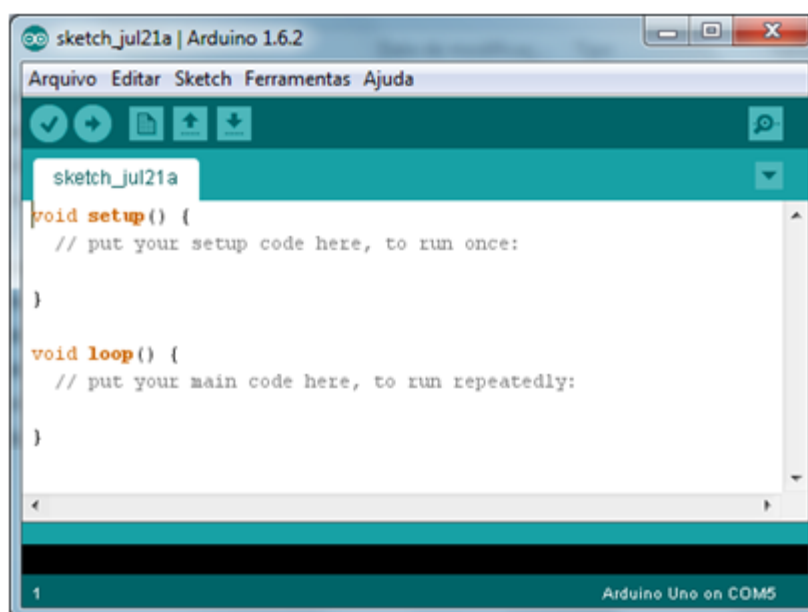 sketch_jul21a | Arduino 1.6.2
Arquivo Editar Sketch Ferramentas Ajuda
sketch_jul21a
void setup() {
// put your setup code here, to run once:
}
void loop() {
// put your main code here, to run repeatedly:
}
1 Arduino Uno on COM5